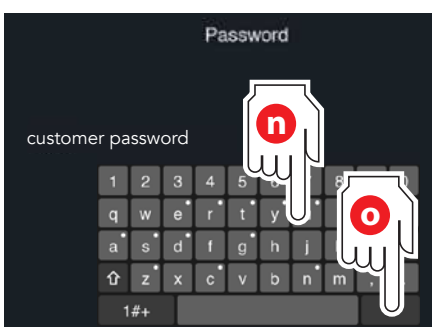 Password
n
customer password
1 2 3 4 5 8
o
q w e r t y
a s d f g h j
z x c v b n m ,
1#+